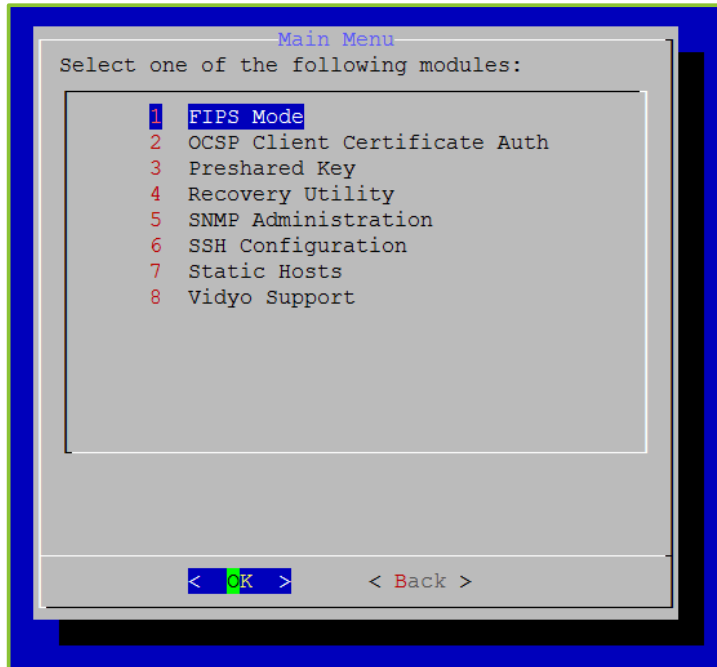 Main Menu
Select one of the following modules:
1 FIPS Mode
2 OCSP Client Certificate Auth
3 Preshared Key
4 Recovery Utility
5 SNMP Administration
6 SSH Configuration
7 Static Hosts
8 Vidyo Support
< OK > < Back >